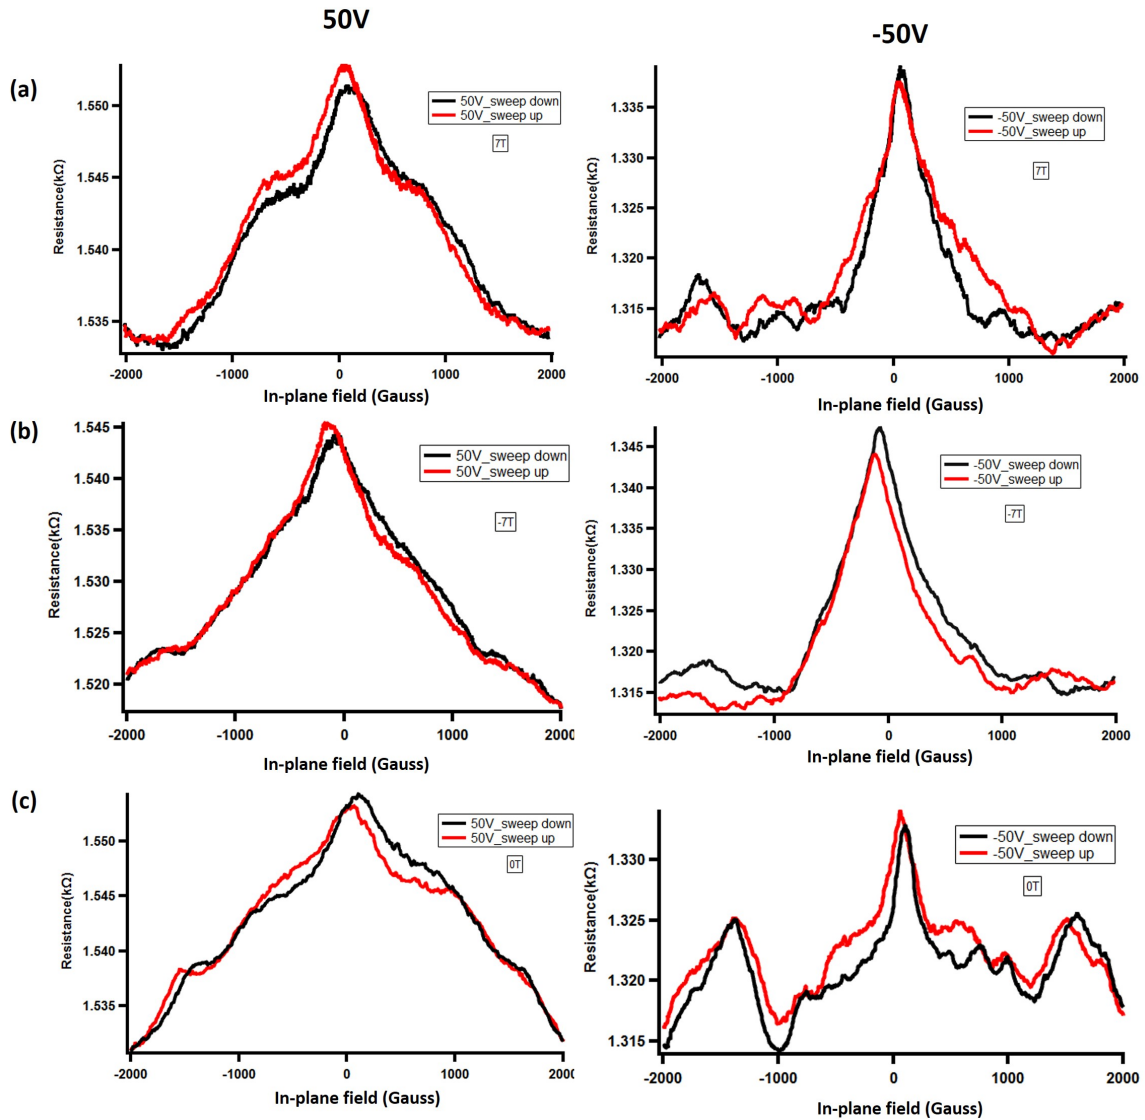 50V
-50V
(a)
1.550
1.545
1.540
1.535
Resistance(kΩ)
50V_sweep down
50V_sweep up
7T
-2000 -1000 0 1000 2000
In-plane field (Gauss)
1.335
1.330
1.325
1.320
1.315
Resistance(kΩ)
-50V_sweep down
-50V_sweep up
7T
-2000 -1000 0 1000 2000
In-plane field (Gauss)
(b)
1.545
1.540
1.535
1.530
1.525
1.520
Resistance(kΩ)
50V_sweep down
50V_sweep up
-7T
-2000 -1000 0 1000 2000
In-plane field (Gauss)
1.345
1.340
1.335
1.330
1.325
1.320
1.315
Resistance(kΩ)
-50V_sweep down
-50V_sweep up
-7T
-2000 -1000 0 1000 2000
In-plane field (Gauss)
(c)
1.550
1.545
1.540
1.535
Resistance(kΩ)
50V_sweep down
50V_sweep up
0T
-2000 -1000 0 1000 2000
In-plane field (Gauss)
1.330
1.325
1.320
1.315
Resistance(kΩ)
-50V_sweep down
-50V_sweep up
0T
-2000 -1000 0 1000 2000
In-plane field (Gauss)